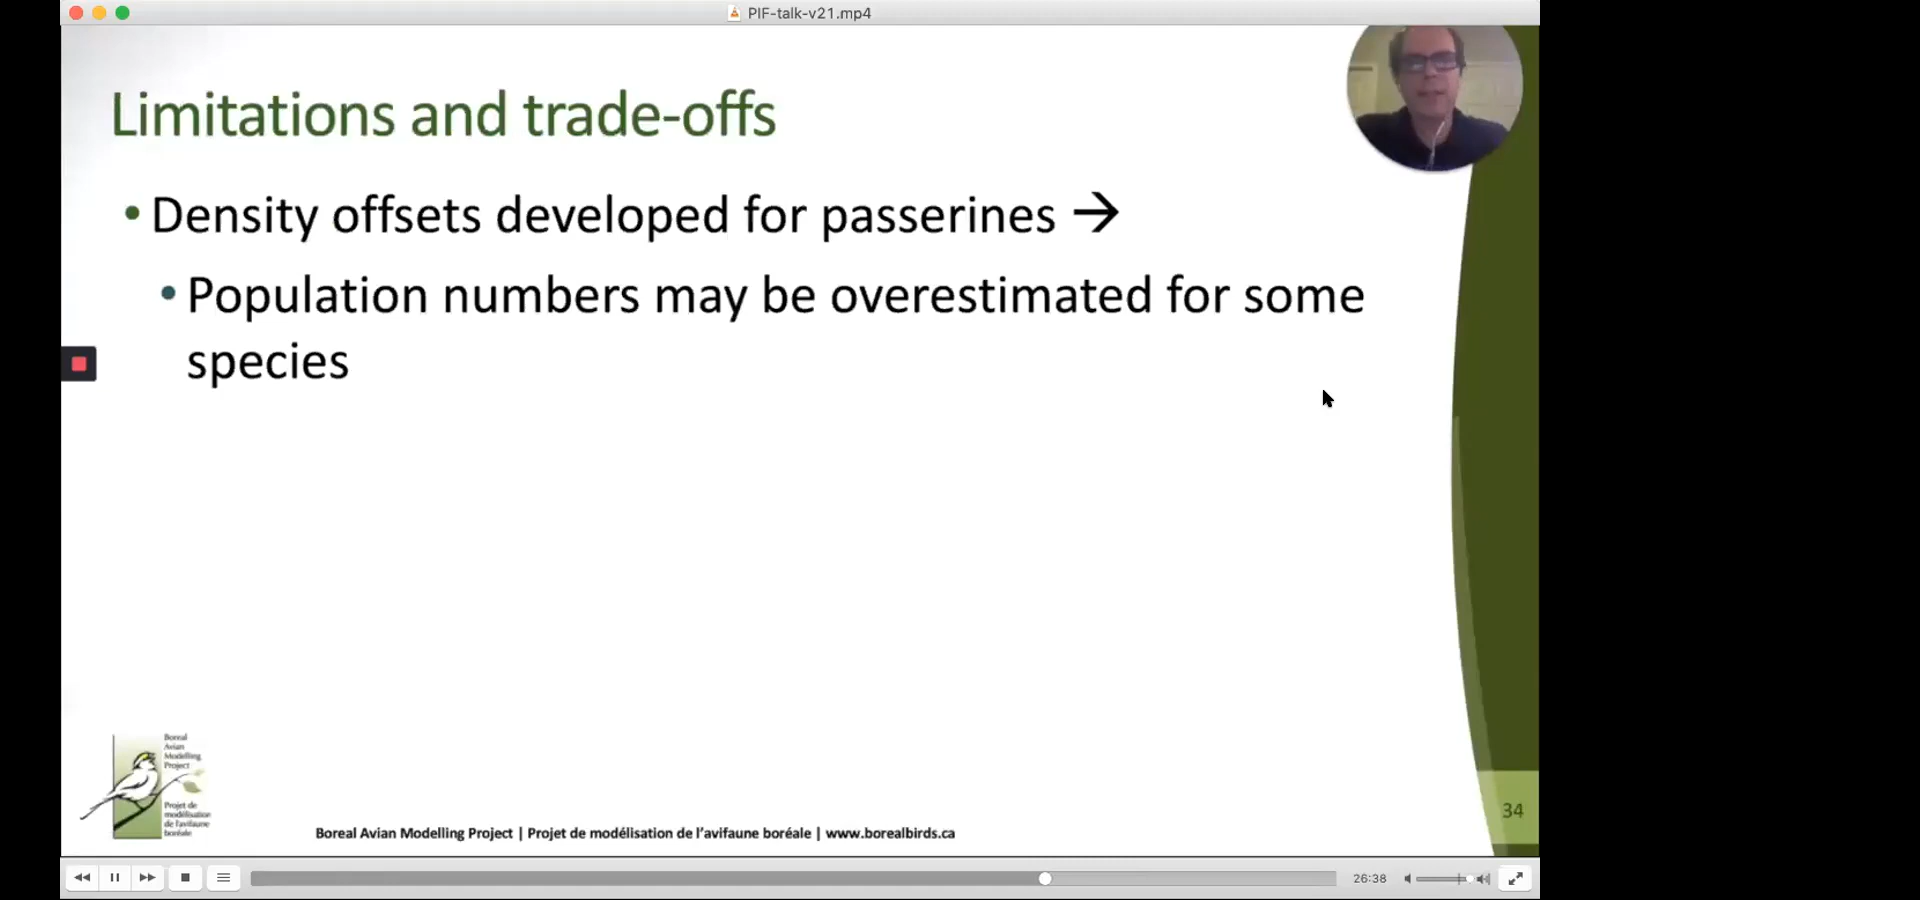 PIF-talk-v21.mp4
Limitations and trade-offs
• Density offsets developed for passerines →
• Population numbers may be overestimated for some
species
Boreal
Avian
Modelling
Project
Projet de
modélisation
de l'avifaune
boréale
34
Boreal Avian Modelling Project | Projet de modélisation de l'avifaune boréale | www.borealbirds.ca
26:38